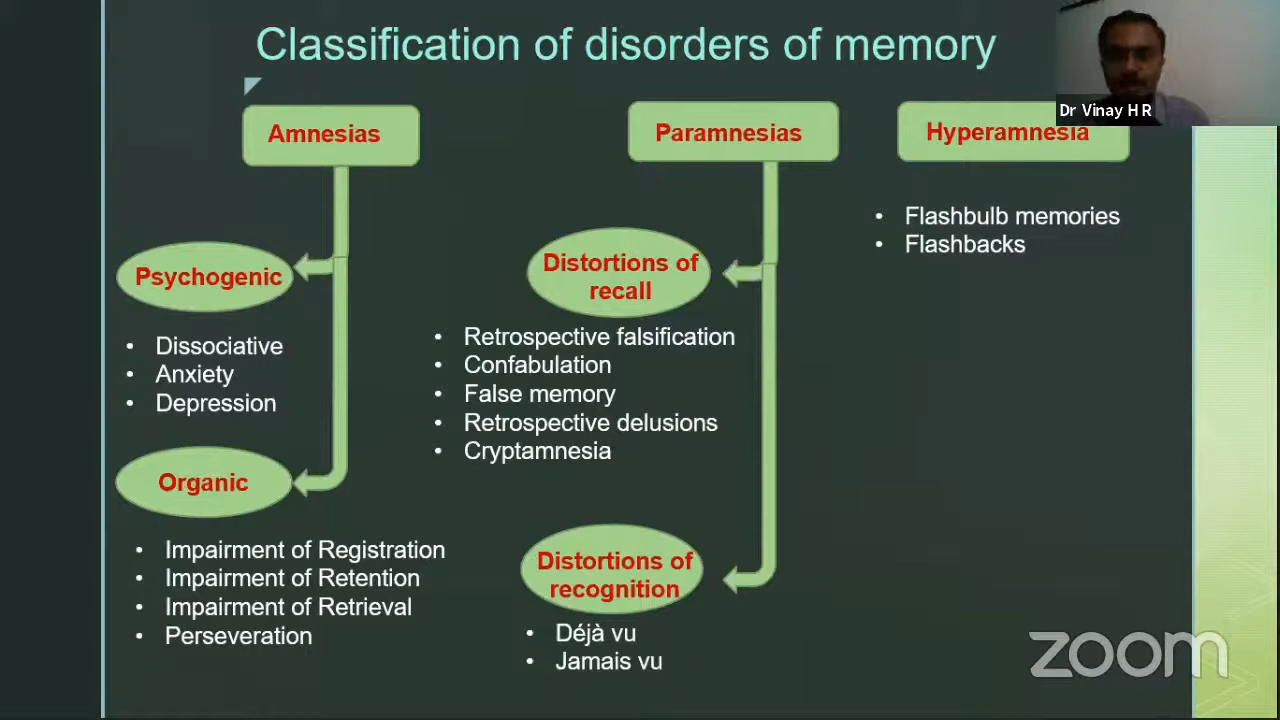 Classification of disorders of memory
Dr Vinay H R
Amnesias
Paramnesias
Hyperamnesia
Psychogenic
• Dissociative
• Anxiety
• Depression
Organic
• Impairment of Registration
• Impairment of Retention
• Impairment of Retrieval
• Perseveration
Distortions of
recall
• Retrospective falsification
• Confabulation
• False memory
• Retrospective delusions
• Cryptamnesia
Distortions of
recognition
• Déjà vu
• Jamais vu
• Flashbulb memories
• Flashbacks
zoom